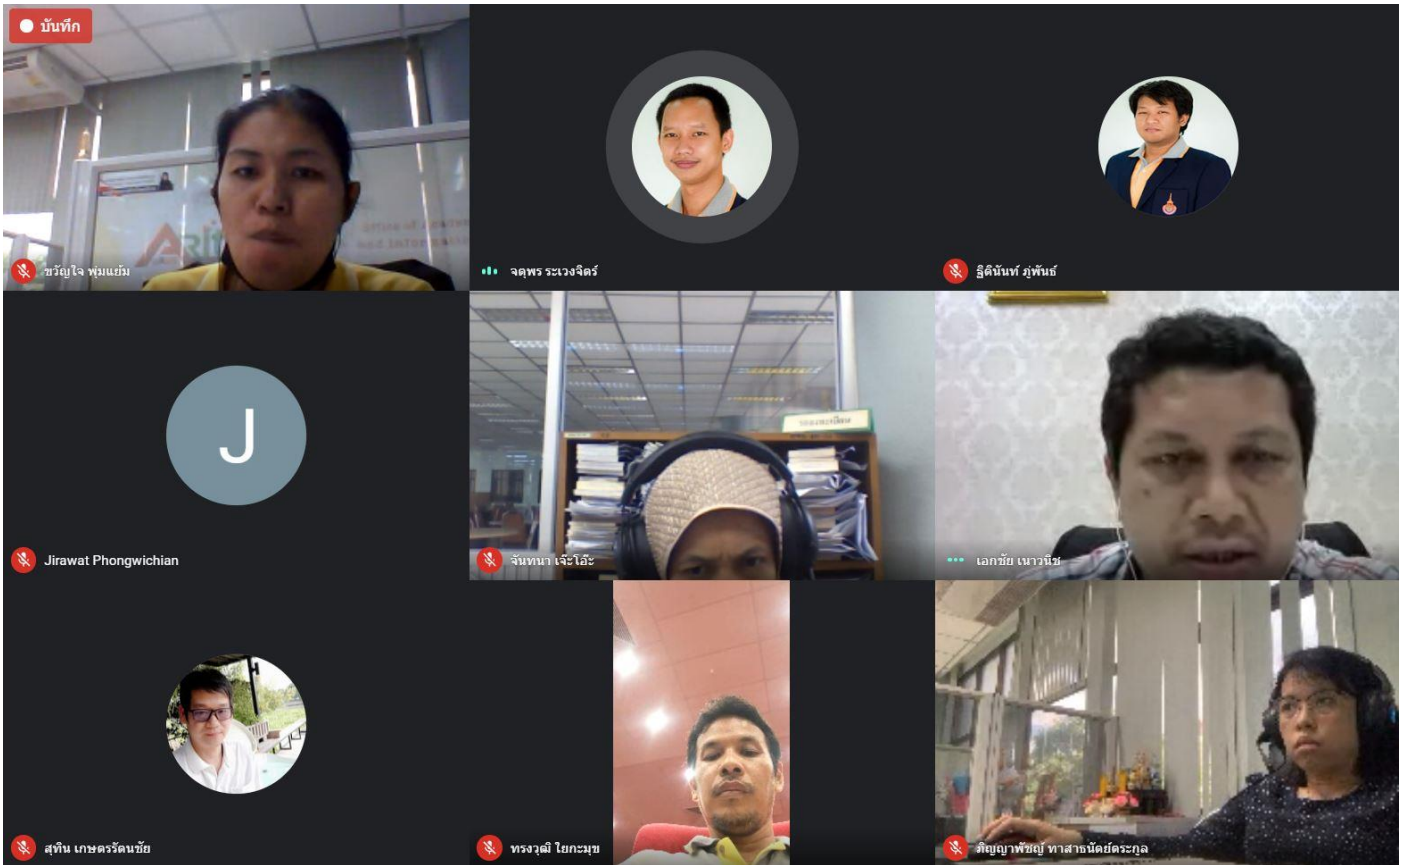 บันทึก
ขวัญใจ พุ่มแย้ม
จตุพร ระเวงจิตร์
ฐิตินันท์ ภู่พันธ์
J
Jirawat Phongwichian
จันทนา เจ๊ะโอ๊ะ
เอกชัย เนาวนิช
สุทิน เกษตรรัตนชัย
ทรงวุฒิ ใยกะมุข
ภิญญาพัชญ์ ทาสาธนัตย์ตระกูล